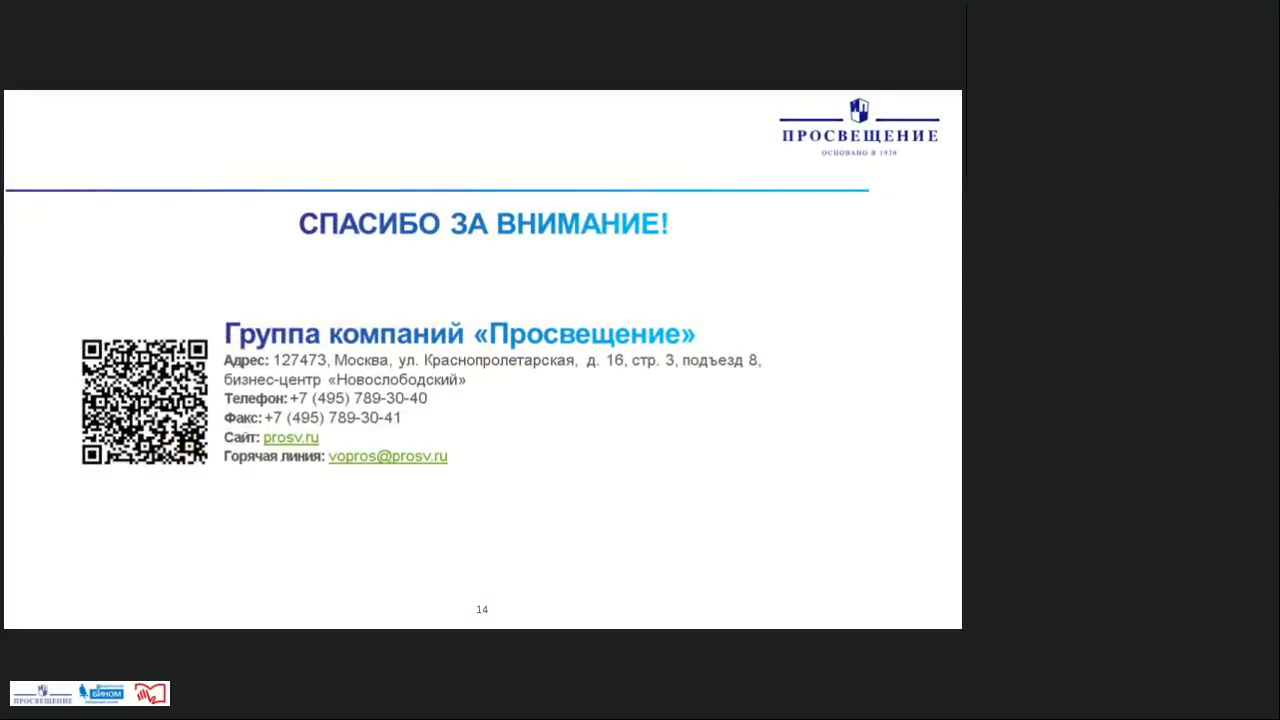 ПРОСВЕЩЕНИЕ
ОСНОВАНО В 1930
СПАСИБО ЗА ВНИМАНИЕ!
Группа компаний «Просвещение»
Адрес: 127473, Москва, ул. Краснопролетарская, д. 16, стр. 3, подъезд 8,
бизнес-центр «Новослободский»
Телефон: +7 (495) 789-30-40
Факс: +7 (495) 789-30-41
Сайт: prosv.ru
Горячая линия: vopros@prosv.ru
14
ПРОСВЕЩЕНИЕ
БИНОМ